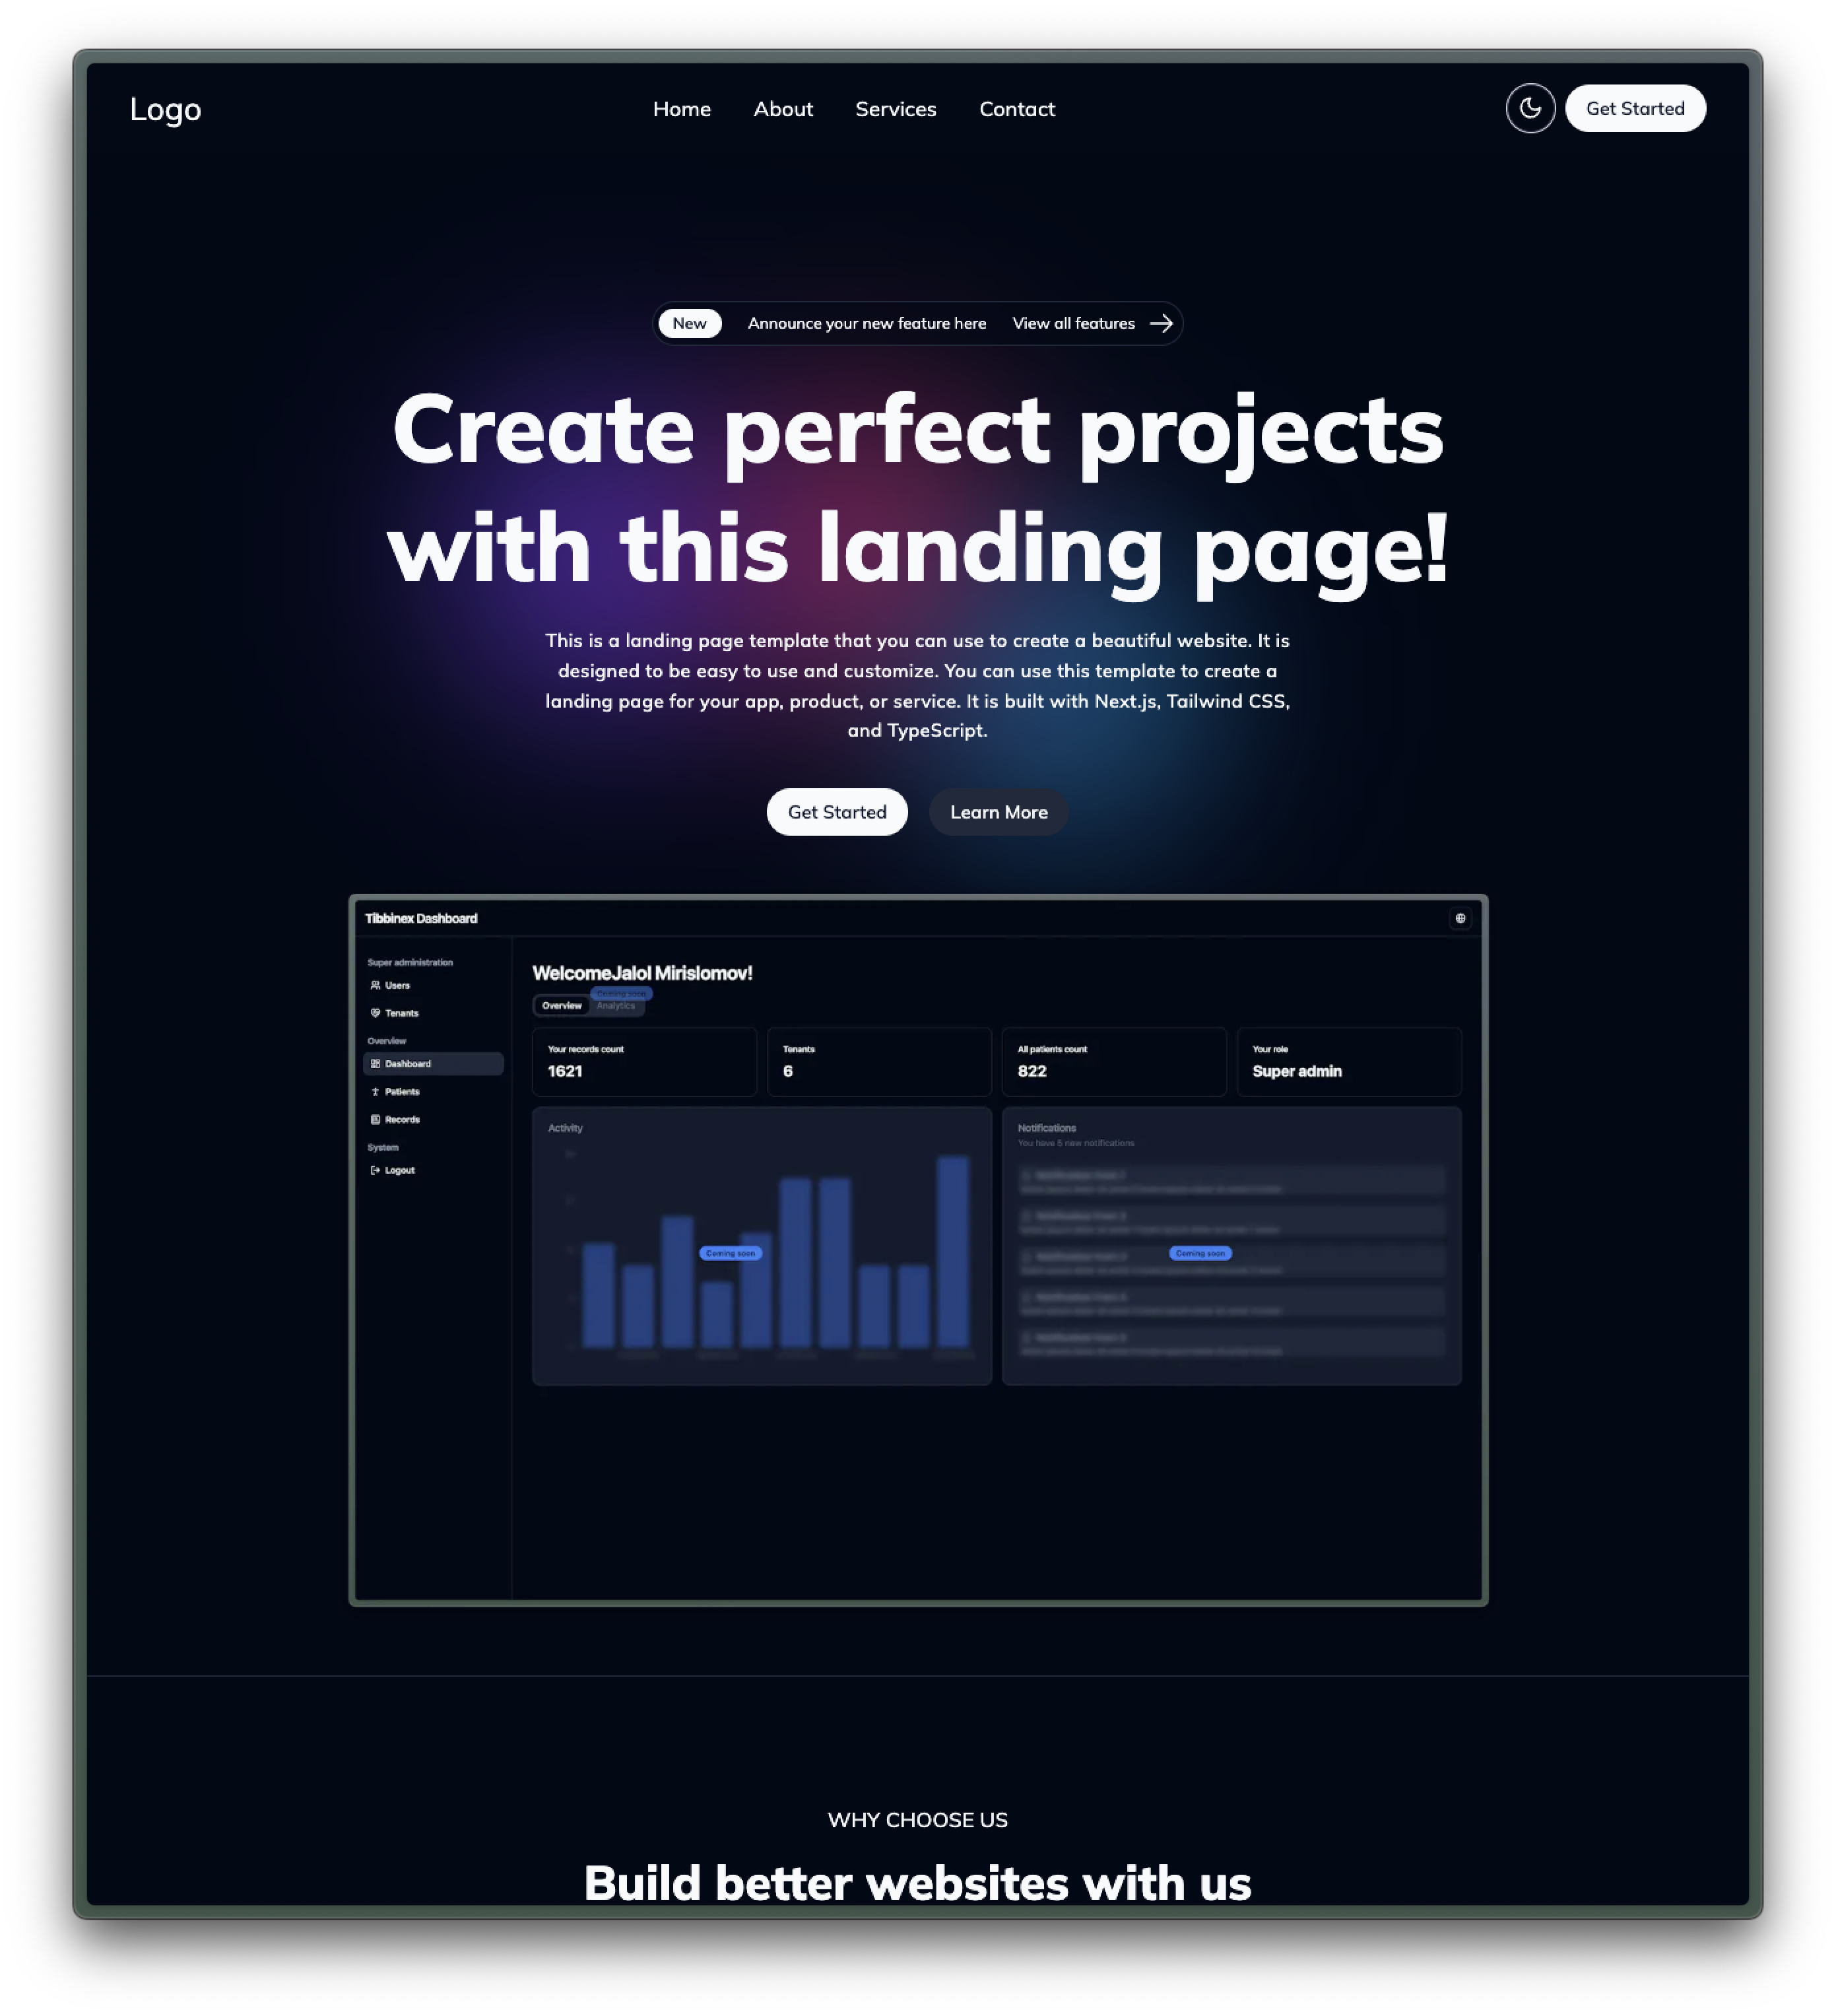 Logo
Home About Services Contact
Get Started
New Announce your new feature here View all features
Create perfect projects
with this landing page!
This is a landing page template that you can use to create a beautiful website. It is
designed to be easy to use and customize. You can use this template to create a
landing page for your app, product, or service. It is built with Next.js, Tailwind CSS,
and TypeScript.
Get Started Learn More
Tibbinex Dashboard
Super administration
Users
Tenants
Overview
Dashboard
Patients
Records
System
Logout
WelcomeJalol Mirislomov!
Coming soon
Overview Analytics
Your records count
1621
Tenants
6
All patients count
822
Your role
Super admin
Activity
Coming soon
Notifications
You have 5 new notifications
Coming soon
WHY CHOOSE US
Build better websites with us